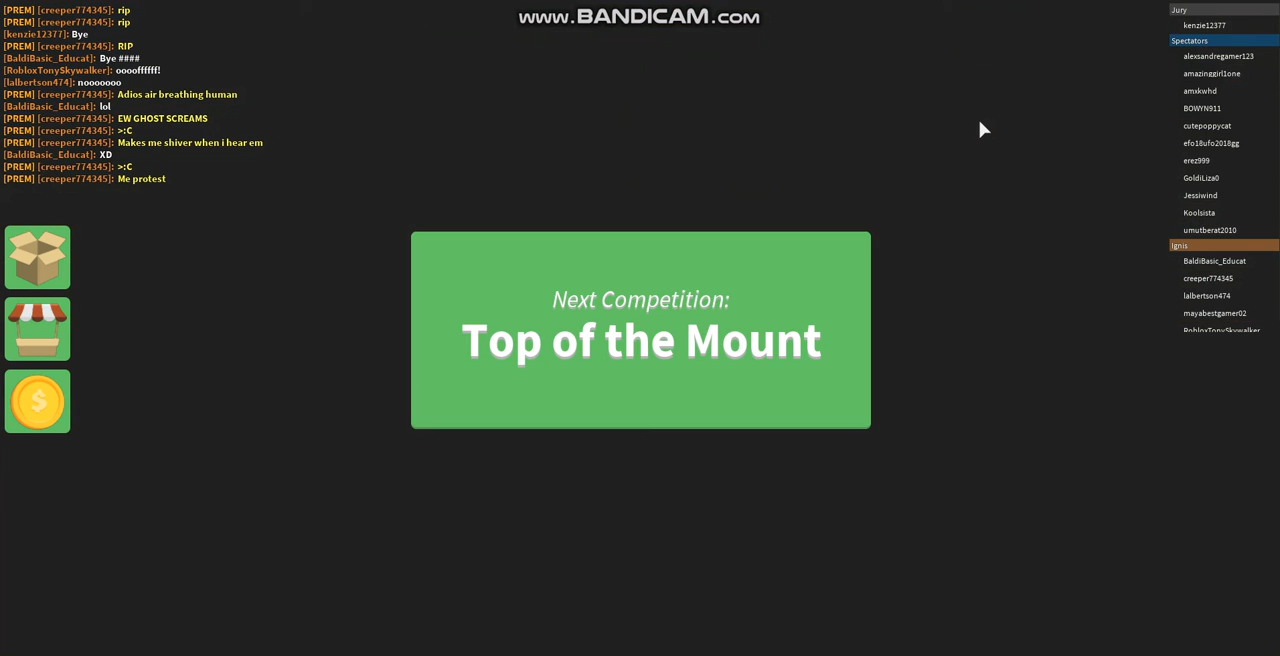 [PREM] [creeper774345]: rip
[PREM] [creeper774345]: rip
[kenzie12377]: Bye
[PREM] [creeper774345]: RIP
[BaldiBasic_Educat]: Bye ####
[RobloxTonySkywalker]: ooooffffff!
[lalbertson474]: nooooooo
[PREM] [creeper774345]: Adios air breathing human
[BaldiBasic_Educat]: lol
[PREM] [creeper774345]: EW GHOST SCREAMS
[PREM] [creeper774345]: >:C
[PREM] [creeper774345]: Makes me shiver when i hear em
[BaldiBasic_Educat]: XD
[PREM] [creeper774345]: >:C
[PREM] [creeper774345]: Me protest
www.BANDICAM.com
$
Next Competition:
Top of the Mount
Jury
kenzie12377
Spectators
alexsandregamer123
amazinggirl1one
amxkwhd
BOWYN911
cutepoppycat
efo18ufo2018gg
erez999
GoldiLiza0
Jessiwind
Koolsista
umutberat2010
Ignis
BaldiBasic_Educat
creeper774345
lalbertson474
mayabestgamer02
RobloxTonySkywalker